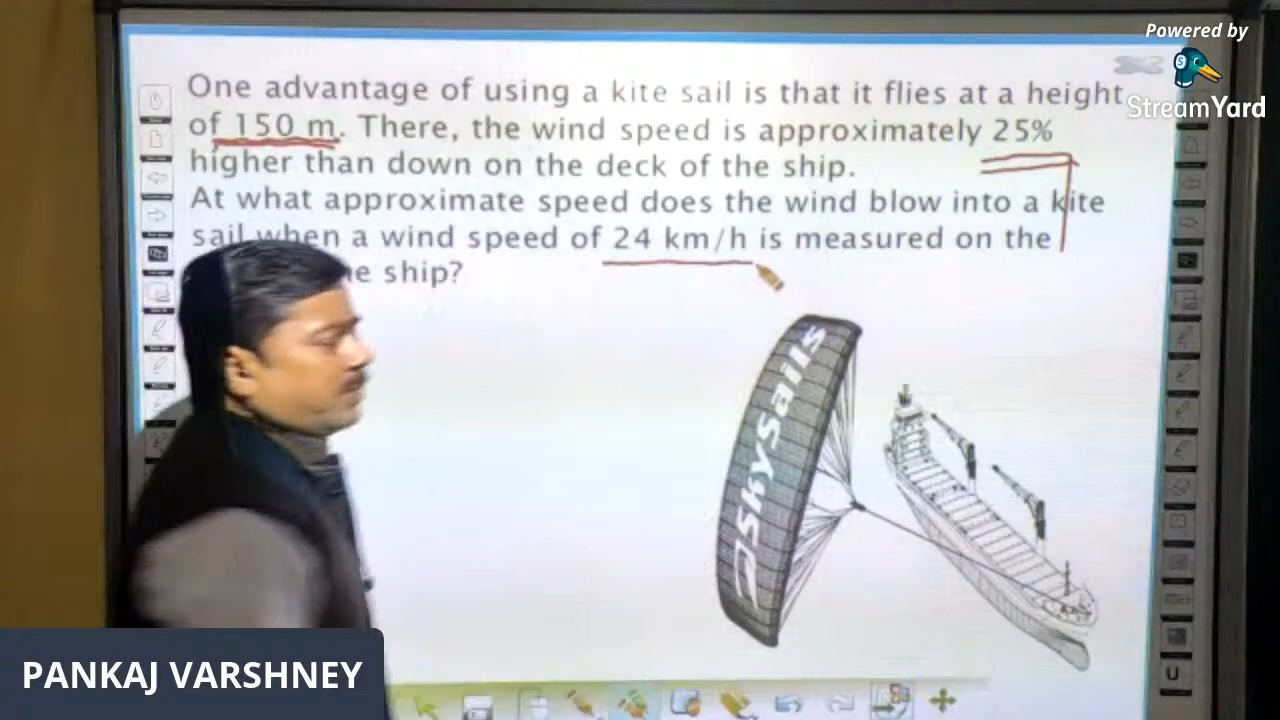 Powered by
StreamYard
One advantage of using a kite sail is that it flies at a height
of 150 m. There, the wind speed is approximately 25%
higher than down on the deck of the ship.
At what approximate speed does the wind blow into a kite
sail when a wind speed of 24 km/h is measured on the
he ship?
skysails
PANKAJ VARSHNEY